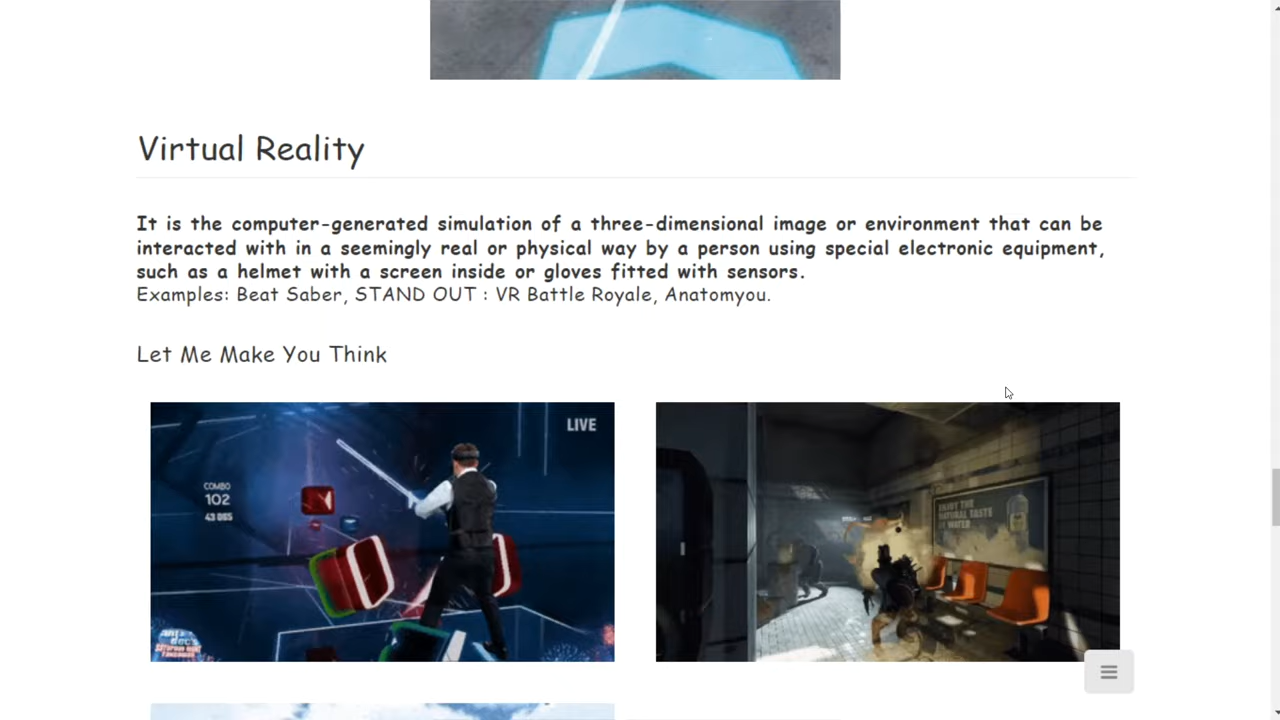 Virtual Reality
It is the computer-generated simulation of a three-dimensional image or environment that can be
interacted with in a seemingly real or physical way by a person using special electronic equipment,
such as a helmet with a screen inside or gloves fitted with sensors.
Examples: Beat Saber, STAND OUT : VR Battle Royale, Anatomyou.
Let Me Make You Think
LIVE
COMBO
102
43 065
ENJOY THE
NATURAL TASTE
OF WATER